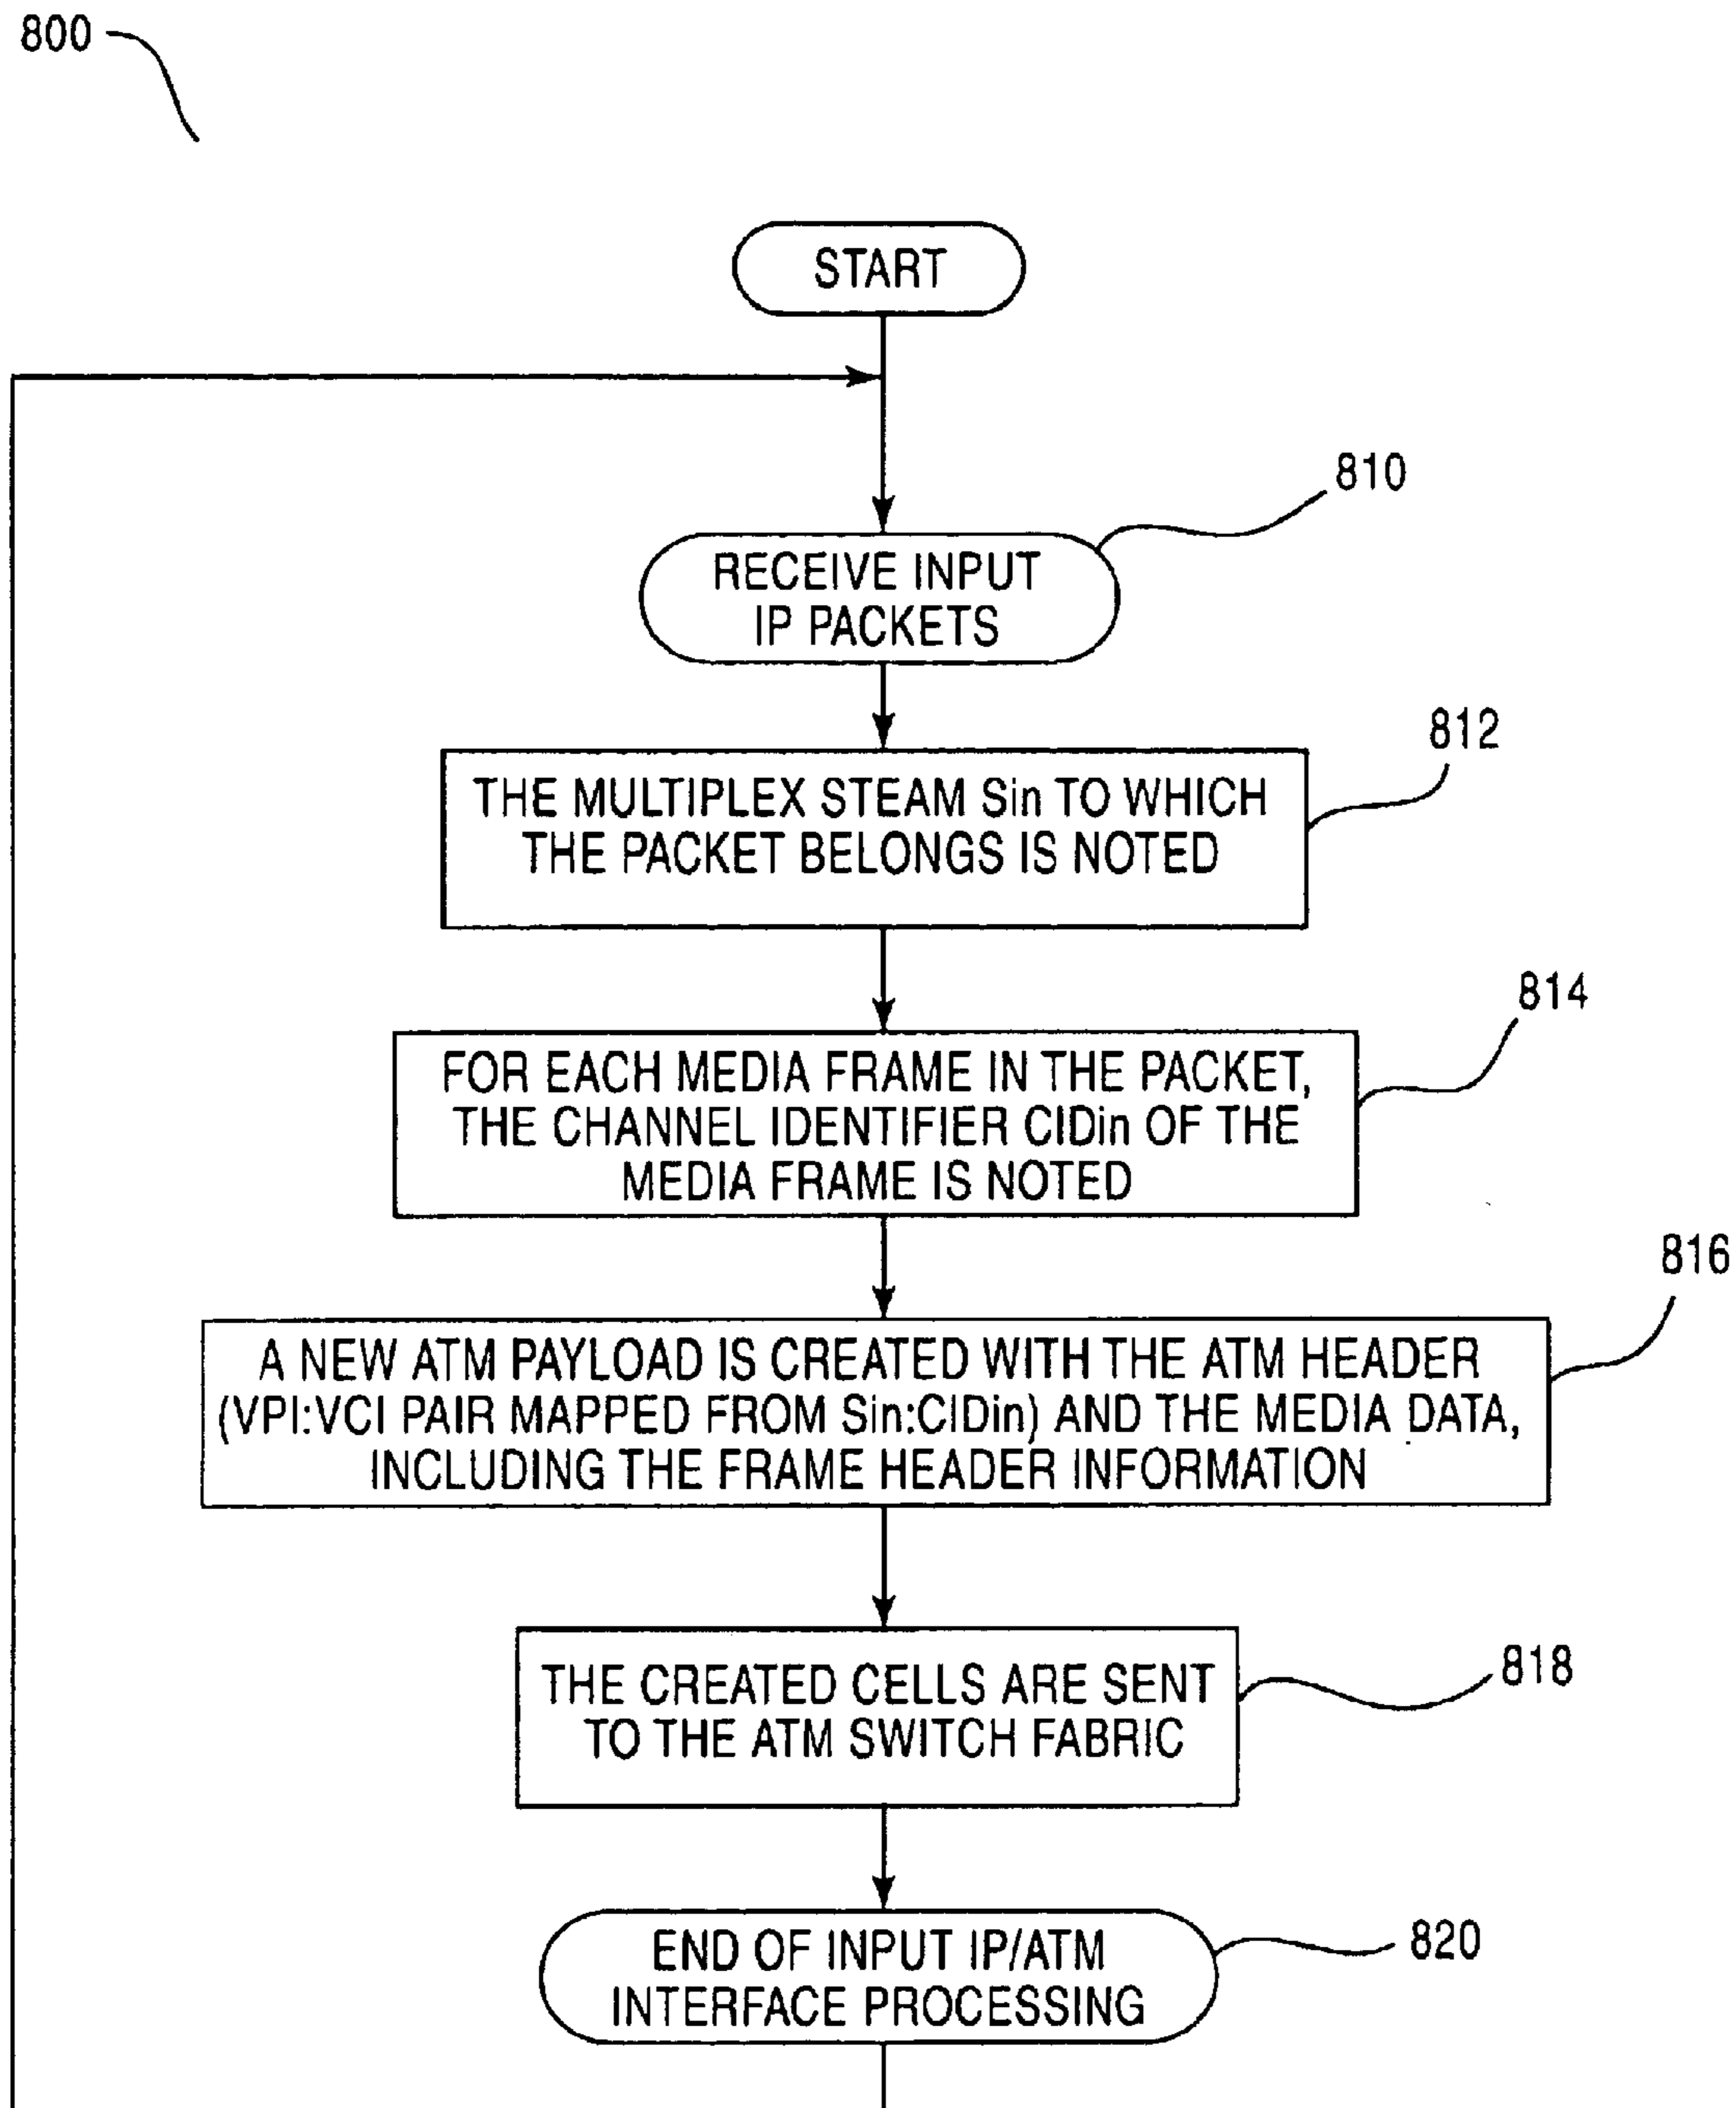 800
START
810
RECEIVE INPUT
IP PACKETS
812
THE MULTIPLEX STEAM Sin TO WHICH
THE PACKET BELONGS IS NOTED
814
FOR EACH MEDIA FRAME IN THE PACKET,
THE CHANNEL IDENTIFIER CIDin OF THE
MEDIA FRAME IS NOTED
816
A NEW ATM PAYLOAD IS CREATED WITH THE ATM HEADER
(VPI:VCI PAIR MAPPED FROM Sin:CIDin) AND THE MEDIA DATA,
INCLUDING THE FRAME HEADER INFORMATION
818
THE CREATED CELLS ARE SENT
TO THE ATM SWITCH FABRIC
820
END OF INPUT IP/ATM
INTERFACE PROCESSING